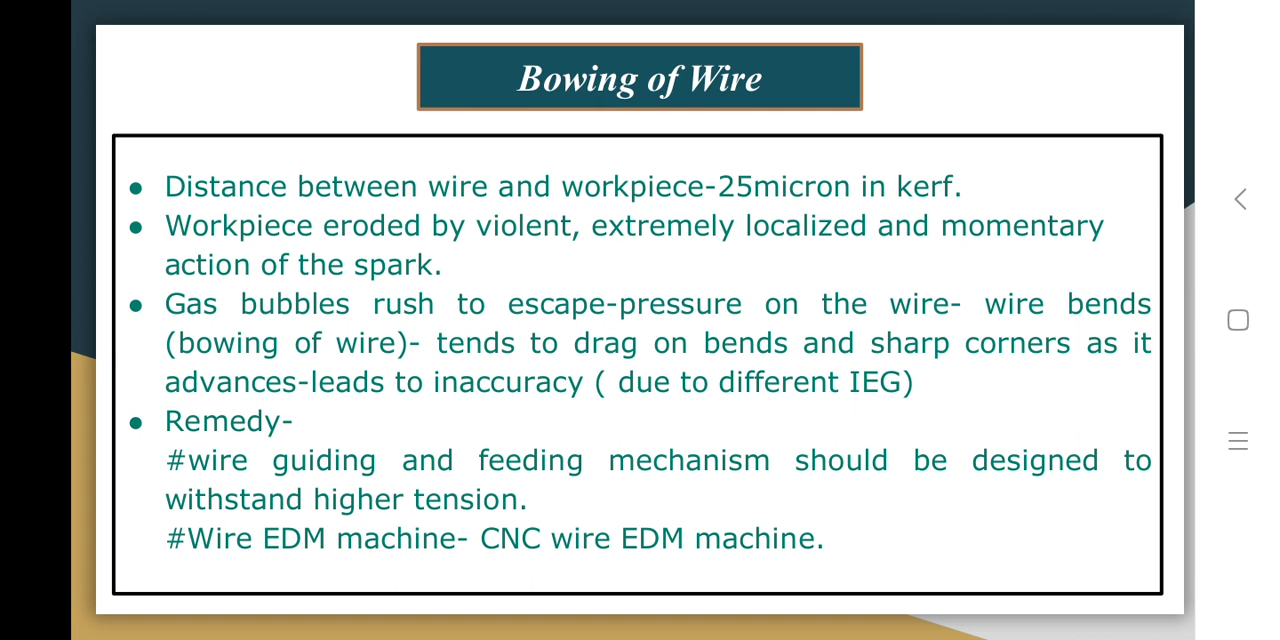 Bowing of Wire
● Distance between wire and workpiece-25micron in kerf.
● Workpiece eroded by violent, extremely localized and momentary
action of the spark.
● Gas bubbles rush to escape-pressure on the wire- wire bends
(bowing of wire)- tends to drag on bends and sharp corners as it
advances-leads to inaccuracy ( due to different IEG)
● Remedy-
#wire guiding and feeding mechanism should be designed to
withstand higher tension.
#Wire EDM machine- CNC wire EDM machine.